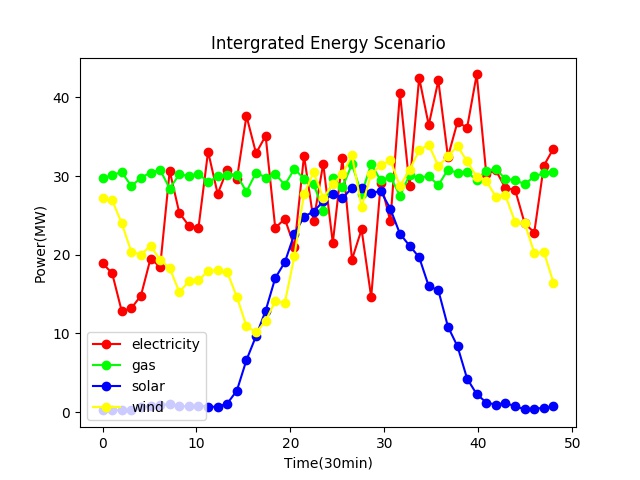 Intergrated Energy Scenario
Power(MW)
40
30
20
10
0
electricity
gas
solar
wind
0 10 20 30 40 50
Time(30min)